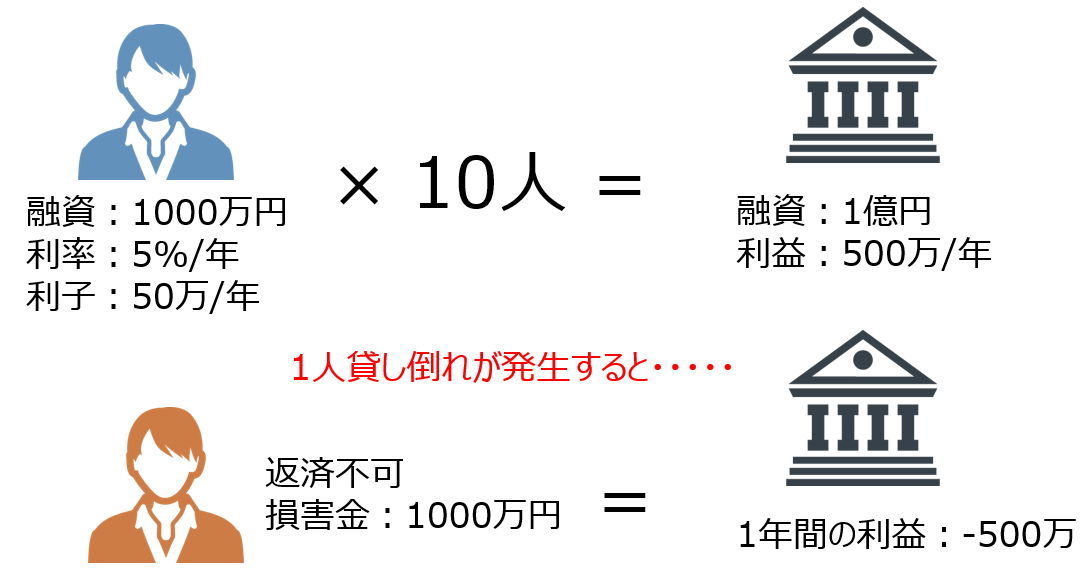 融資：1000万円
利率：5%/年
利子：50万/年
× 10人 =
融資：1億円
利益：500万/年
1人貸し倒れが発生すると・・・・・
返済不可
損害金：1000万円
=
1年間の利益：-500万